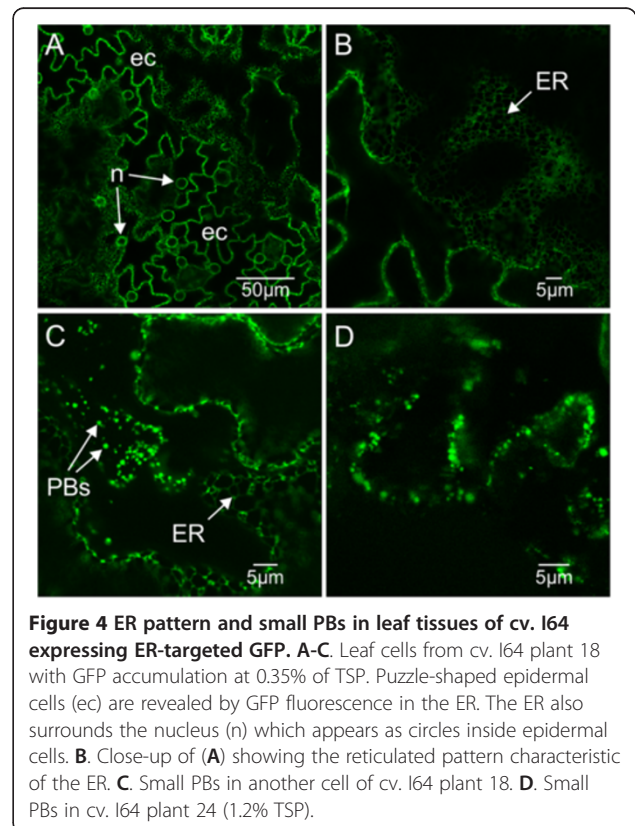 A
ec
n
ec
50µm
B
ER
5µm
C
PBs
ER
5µm
D
5µm
Figure 4 ER pattern and small PBs in leaf tissues of cv. I64
expressing ER-targeted GFP. A-C. Leaf cells from cv. I64 plant 18
with GFP accumulation at 0.35% of TSP. Puzzle-shaped epidermal
cells (ec) are revealed by GFP fluorescence in the ER. The ER also
surrounds the nucleus (n) which appears as circles inside epidermal
cells. B. Close-up of (A) showing the reticulated pattern characteristic
of the ER. C. Small PBs in another cell of cv. I64 plant 18. D. Small
PBs in cv. I64 plant 24 (1.2% TSP).